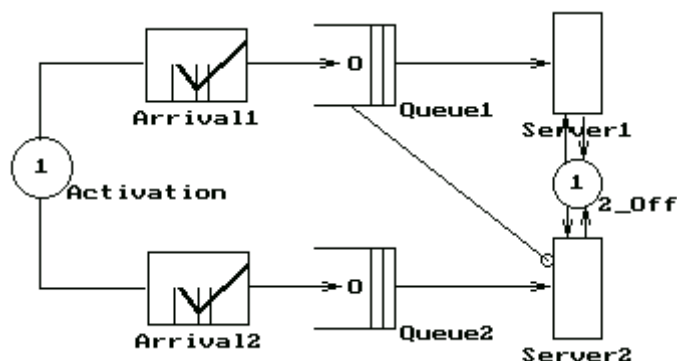 0
Arrival1
Queue1
Server1
1
Activation
1
2_Off
0
Arrival2
Queue2
Server2